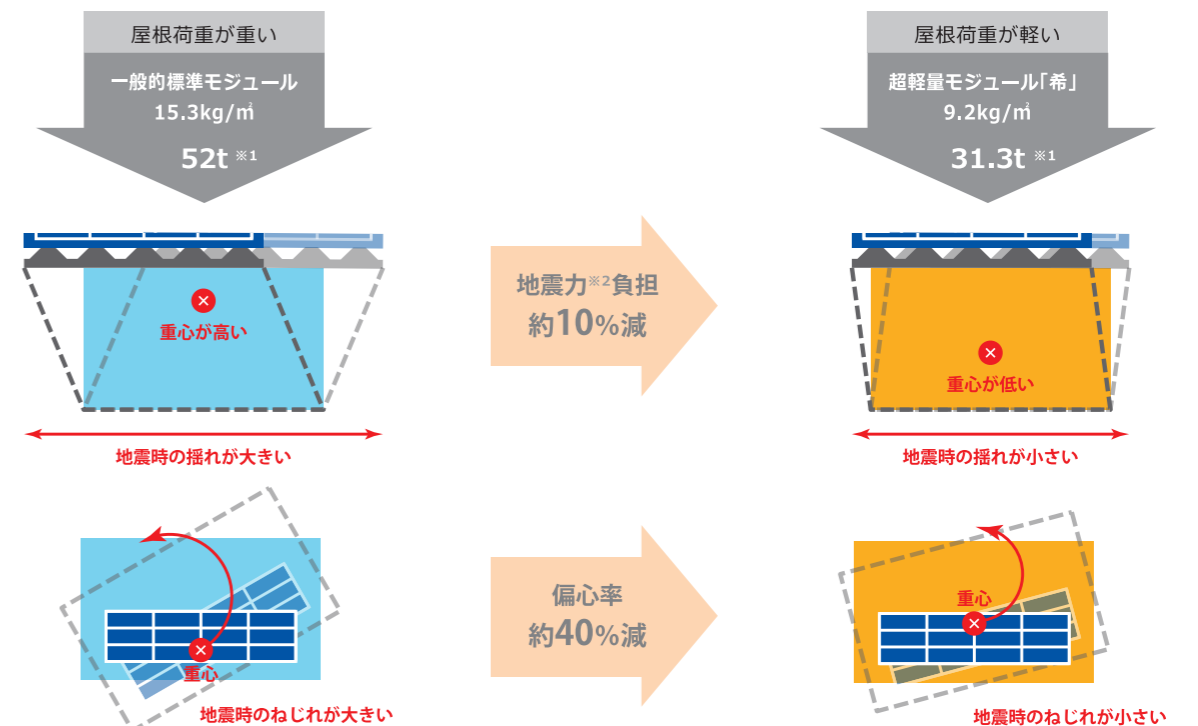 屋根荷重が重い
一般的標準モジュール
15.3kg/㎡
52t ※1
屋根荷重が軽い
超軽量モジュール「希」
9.2kg/㎡
31.3t ※1
重心が高い
地震時の揺れが大きい
地震力※2負担
約10%減
重心が低い
地震時の揺れが小さい
重心
地震時のねじれが大きい
偏心率
約40%減
重心
地震時のねじれが小さい